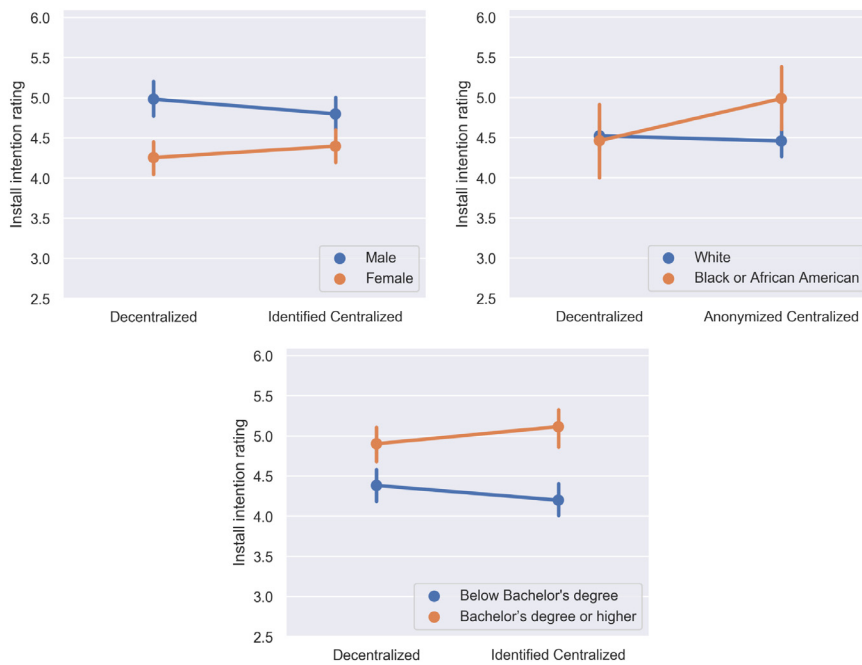 6.0
5.5
5.0
4.5
4.0
3.5
3.0
2.5
Install intention rating
Male
Female
Decentralized
Identified Centralized
6.0
5.5
5.0
4.5
4.0
3.5
3.0
2.5
Install intention rating
White
Black or African American
Decentralized
Anonymized Centralized
6.0
5.5
5.0
4.5
4.0
3.5
3.0
2.5
Install intention rating
Below Bachelor's degree
Bachelor’s degree or higher
Decentralized
Identified Centralized